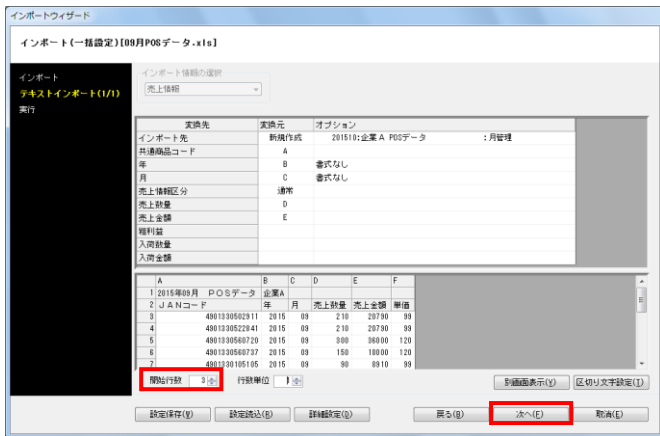 インポートウィザード
インポート(一括設定)[09月POSデータ.xls]
インポート
テキストインポート(1/1)
実行
インポート情報の選択
売上情報
変換先 変換元 オプション
インポート先 新規作成 201510:企業A POSデータ :月管理
共通商品コード A
年 B 書式なし
月 C 書式なし
売上情報区分 通常
売上数量 D
売上金額 E
粗利益
入荷数量
入荷金額
A B C D E F
1 2015年09月 POSデータ 企業A
2 JANコード 年 月 売上数量 売上金額 単価
3 4901330502911 2015 09 210 20790 99
4 4901330522841 2015 09 210 20790 99
5 4901330560720 2015 09 300 36000 120
6 4901330560737 2015 09 150 18000 120
7 4901330105105 2015 09 90 8910 99
開始行数 3 行数単位 1 別画面表示(Y) 区切り文字設定(T)
設定保存(V) 設定読込(R) 詳細設定(O) 戻る(B) 次へ(F) 取消(E)